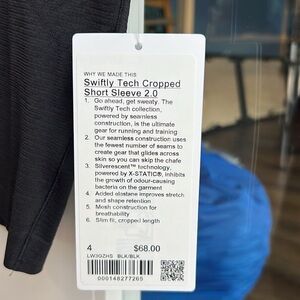 WHY WE MADE THIS
Swiftly Tech Cropped
Short Sleeve 2.0
1. Go ahead, get sweaty. The
Swiftly Tech collection,
powered by seamless
construction, is the ultimate
gear for running and training
2. Our seamless construction uses
the fewest number of seams to
create gear that glides across
skin so you can skip the chafe
3. Silverescent™ technology,
powered by X-STATIC®, inhibits
the growth of odour-causing
bacteria on the garment
4. Added elastane improves stretch
and shape retention
5. Mesh construction for
breathability
6. Slim fit, cropped length
4 $68.00
LW3GZHS BLK/BLK
000148277265